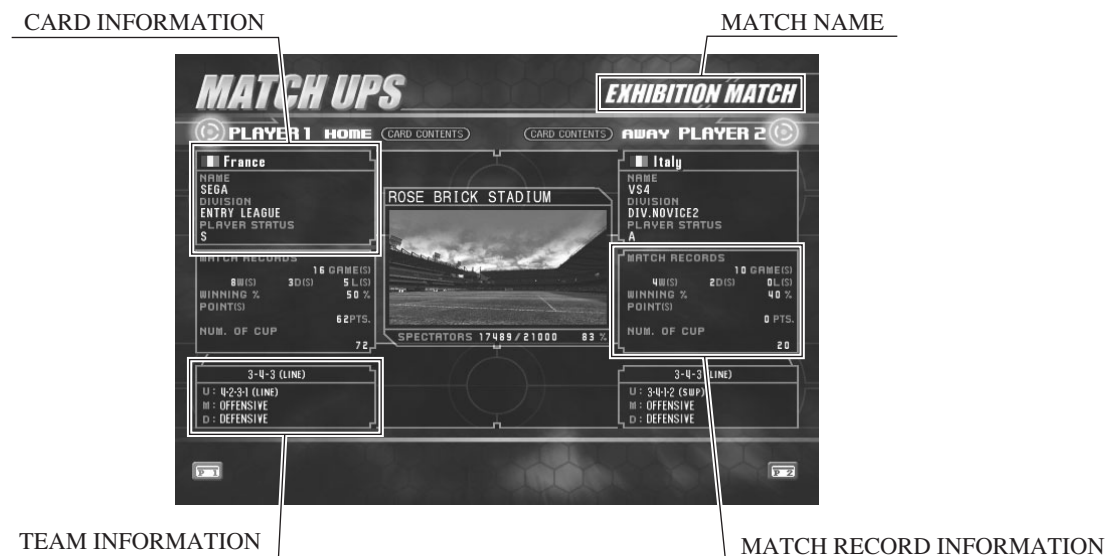 CARD INFORMATION
MATCH NAME
MATCH UPS
EXHIBITION MATCH
PLAYER 1 HOME CARD CONTENTS
CARD CONTENTS AWAY PLAYER 2
France
NAME
SEGA
DIVISION
ENTRY LEAGUE
PLAYER STATUS
S
MATCH RECORDS
16 GAME(S)
8W(S) 3D(S) 5L(S)
WINNING % 50 %
POINT(S)
62PTS.
NUM. OF CUP
72
3-4-3 (LINE)
U : 4-2-3-1 (LINE)
M : OFFENSIVE
D : DEFENSIVE
P 1
ROSE BRICK STADIUM
SPECTATORS 17489/21000 83 %
Italy
NAME
VS4
DIVISION
DIV.NOVICE2
PLAYER STATUS
A
MATCH RECORDS
10 GAME(S)
4W(S) 2D(S) 0L(S)
WINNING % 40 %
POINT(S)
0 PTS.
NUM. OF CUP
20
3-4-3 (LINE)
U : 3-4-1-2 (SWP)
M : OFFENSIVE
D : DEFENSIVE
P 2
TEAM INFORMATION
MATCH RECORD INFORMATION